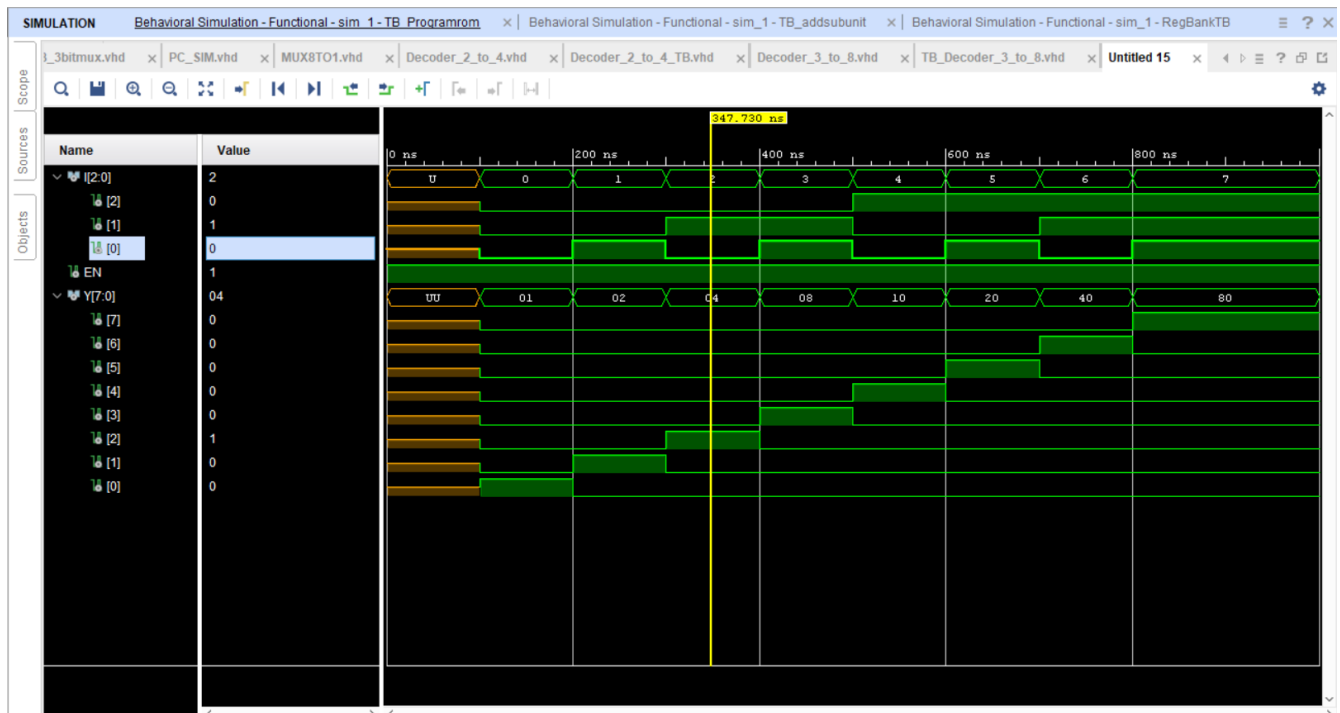 SIMULATION Behavioral Simulation - Functional - sim_1 - TB_Programrom × Behavioral Simulation - Functional - sim_1 - TB_addsubunit × Behavioral Simulation - Functional - sim_1 - RegBankTB ? ×
_3bitmux.vhd × PC_SIM.vhd × MUX8TO1.vhd × Decoder_2_to_4.vhd × Decoder_2_to_4_TB.vhd × Decoder_3_to_8.vhd × TB_Decoder_3_to_8.vhd × Untitled 15 × ?
Scope
Sources
Objects
347.730 ns
Name Value 0 ns 200 ns 400 ns 600 ns 800 ns
I[2:0] 2 U 0 1 2 3 4 5 6 7
[2] 0
[1] 1
[0] 0
EN 1
Y[7:0] 04 UU 01 02 04 08 10 20 40 80
[7] 0
[6] 0
[5] 0
[4] 0
[3] 0
[2] 1
[1] 0
[0] 0